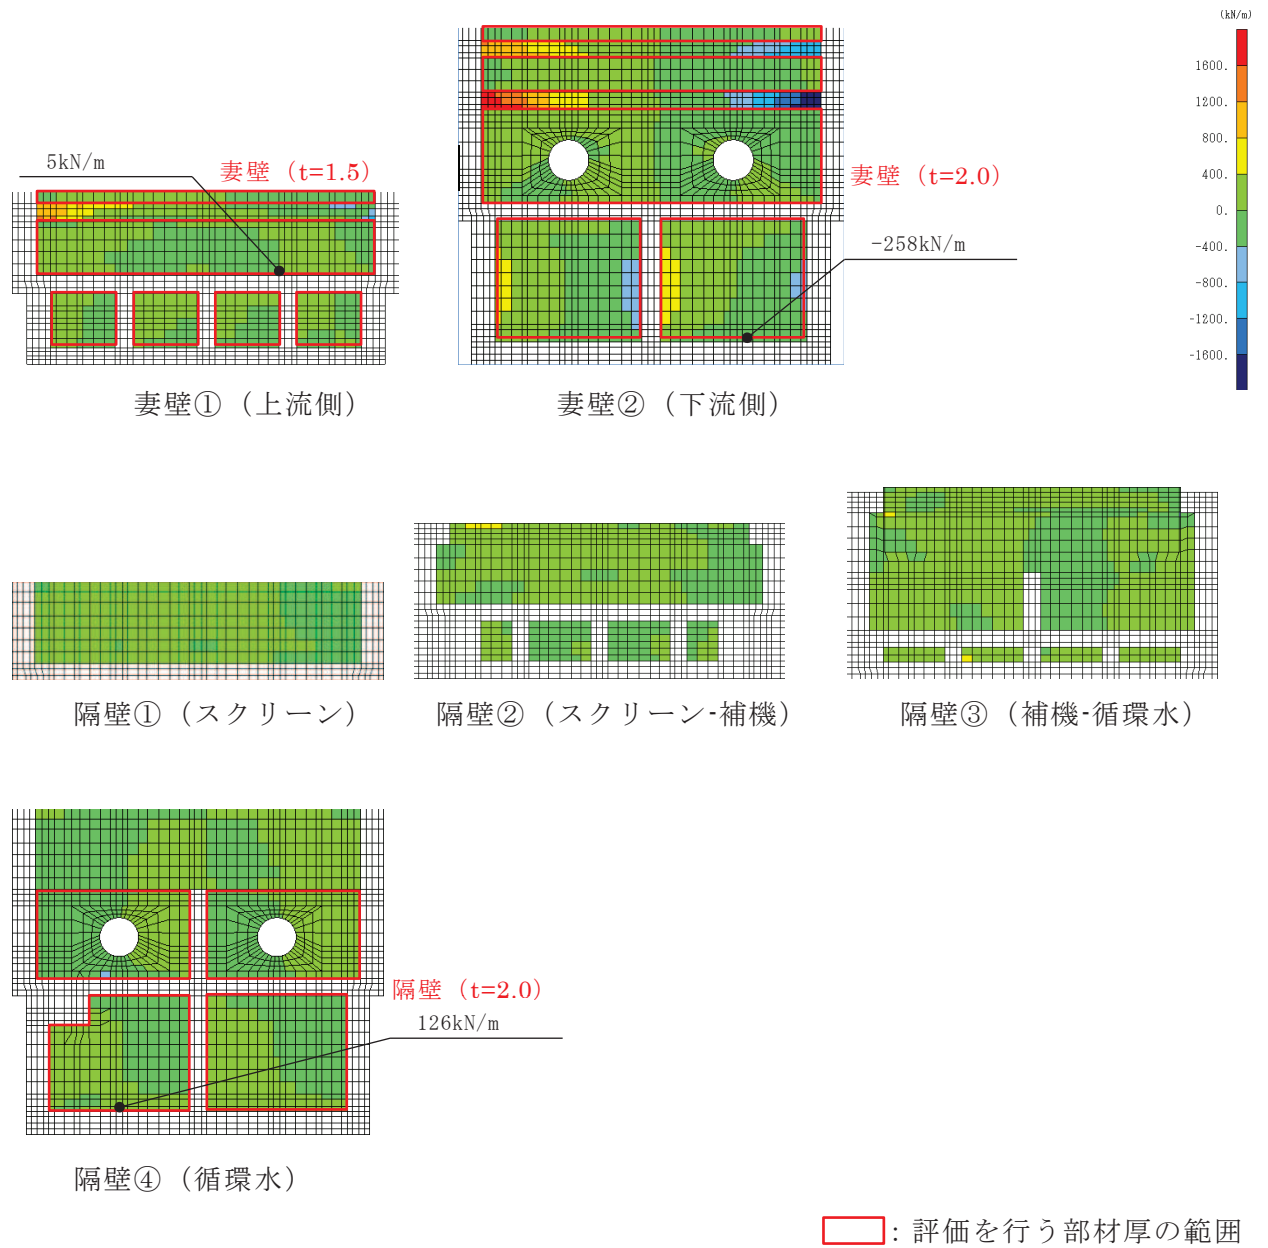 (kN/m)
1600.
1200.
800.
400.
0.
-400.
-800.
-1200.
-1600.
5kN/m
妻壁（t=1.5）
妻壁（t=2.0）
-258kN/m
妻壁①（上流側）
妻壁②（下流側）
隔壁①（スクリーン）
隔壁②（スクリーン-補機）
隔壁③（補機-循環水）
隔壁（t=2.0）
126kN/m
隔壁④（循環水）
：評価を行う部材厚の範囲